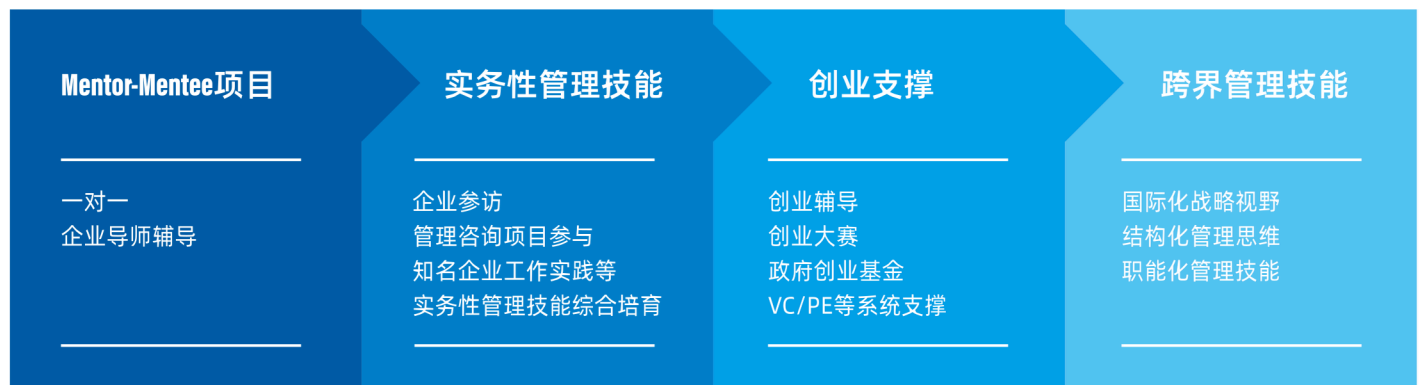 Mentor-Mentee项目
一对一
企业导师辅导
实务性管理技能
企业参访
管理咨询项目参与
知名企业工作实践等
实务性管理技能综合培育
创业支撑
创业辅导
创业大赛
政府创业基金
VC/PE等系统支撑
跨界管理技能
国际化战略视野
结构化管理思维
职能化管理技能